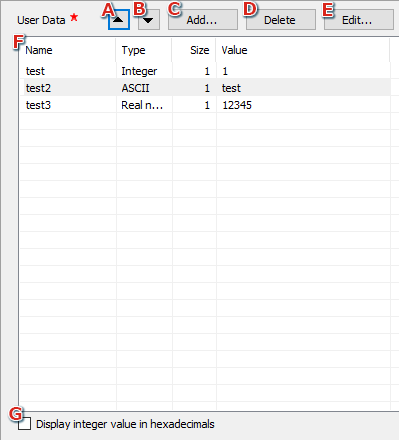 User Data * A B C Add... D Delete E Edit...
F Name Type Size Value
test Integer 1 1
test2 ASCII 1 test
test3 Real n... 1 12345
G Display integer value in hexadecimals